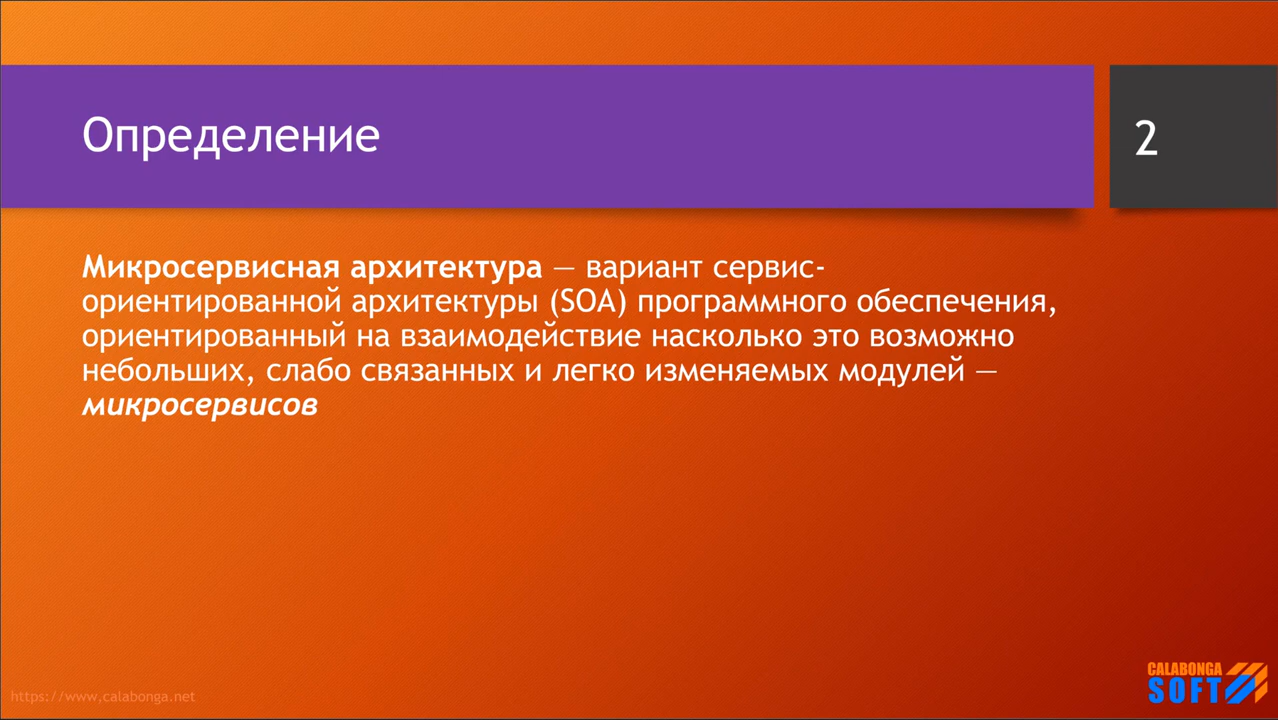 Определение
2
Микросервисная архитектура — вариант сервис-
ориентированной архитектуры (SOA) программного обеспечения,
ориентированный на взаимодействие насколько это возможно
небольших, слабо связанных и легко изменяемых модулей —
микросервисов
https://www.calabonga.net
CALABONGA
SOFT